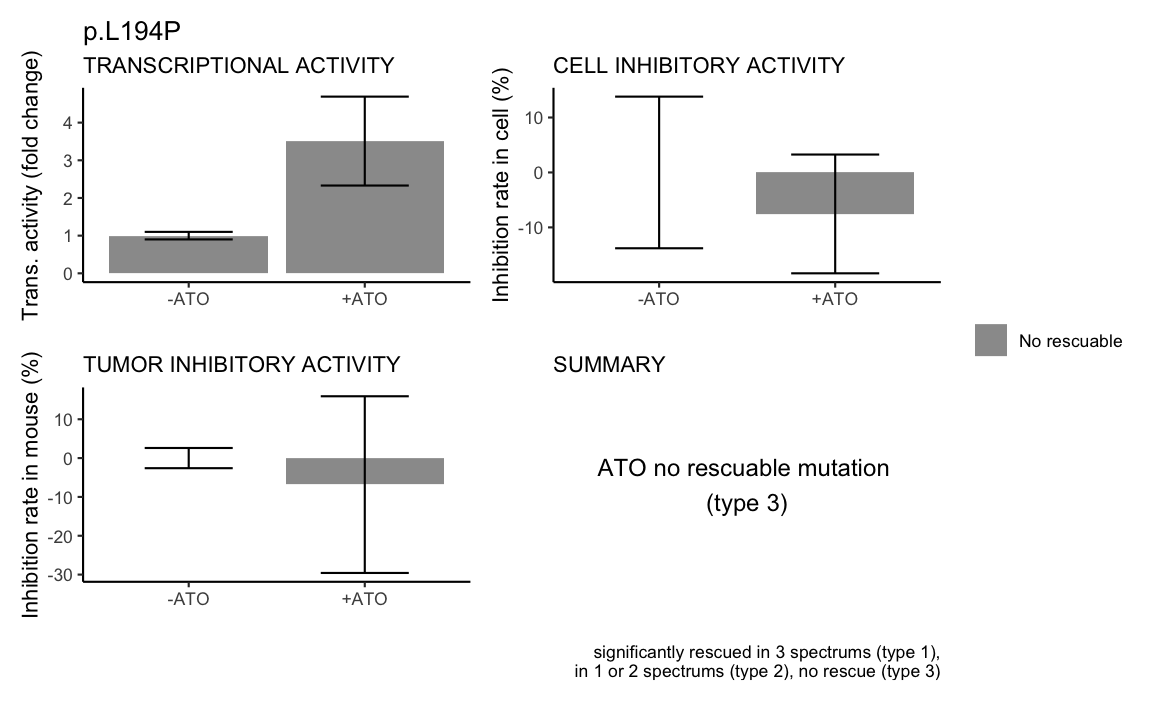 p.L194P
TRANSCRIPTIONAL ACTIVITY
Trans. activity (fold change)
4
3
2
1
0
-ATO
+ATO
CELL INHIBITORY ACTIVITY
Inhibition rate in cell (%)
10
0
-10
-ATO
+ATO
No rescuable
TUMOR INHIBITORY ACTIVITY
Inhibition rate in mouse (%)
10
0
-10
-20
-30
-ATO
+ATO
SUMMARY
ATO no rescuable mutation
(type 3)
significantly rescued in 3 spectrums (type 1),
in 1 or 2 spectrums (type 2), no rescue (type 3)